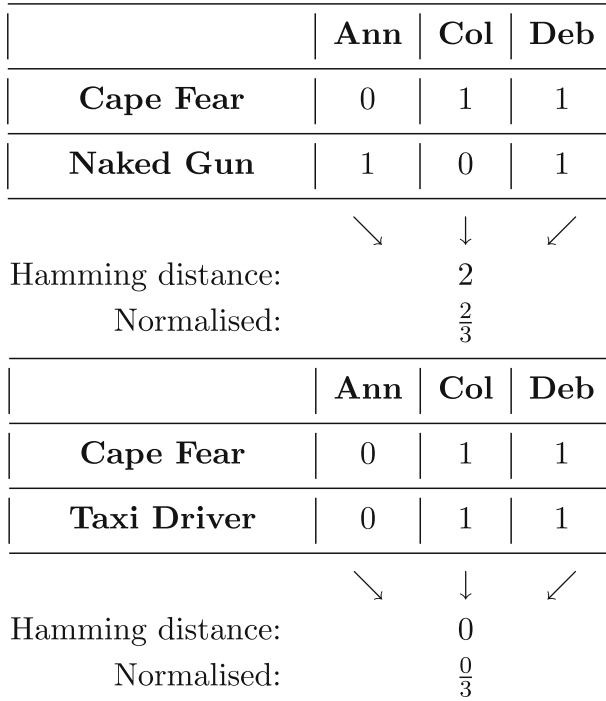 Ann Col Deb
Cape Fear 0 1 1
Naked Gun 1 0 1
↘ ↓ ↙
Hamming distance: 2
Normalised: 2/3
Ann Col Deb
Cape Fear 0 1 1
Taxi Driver 0 1 1
↘ ↓ ↙
Hamming distance: 0
Normalised: 0/3